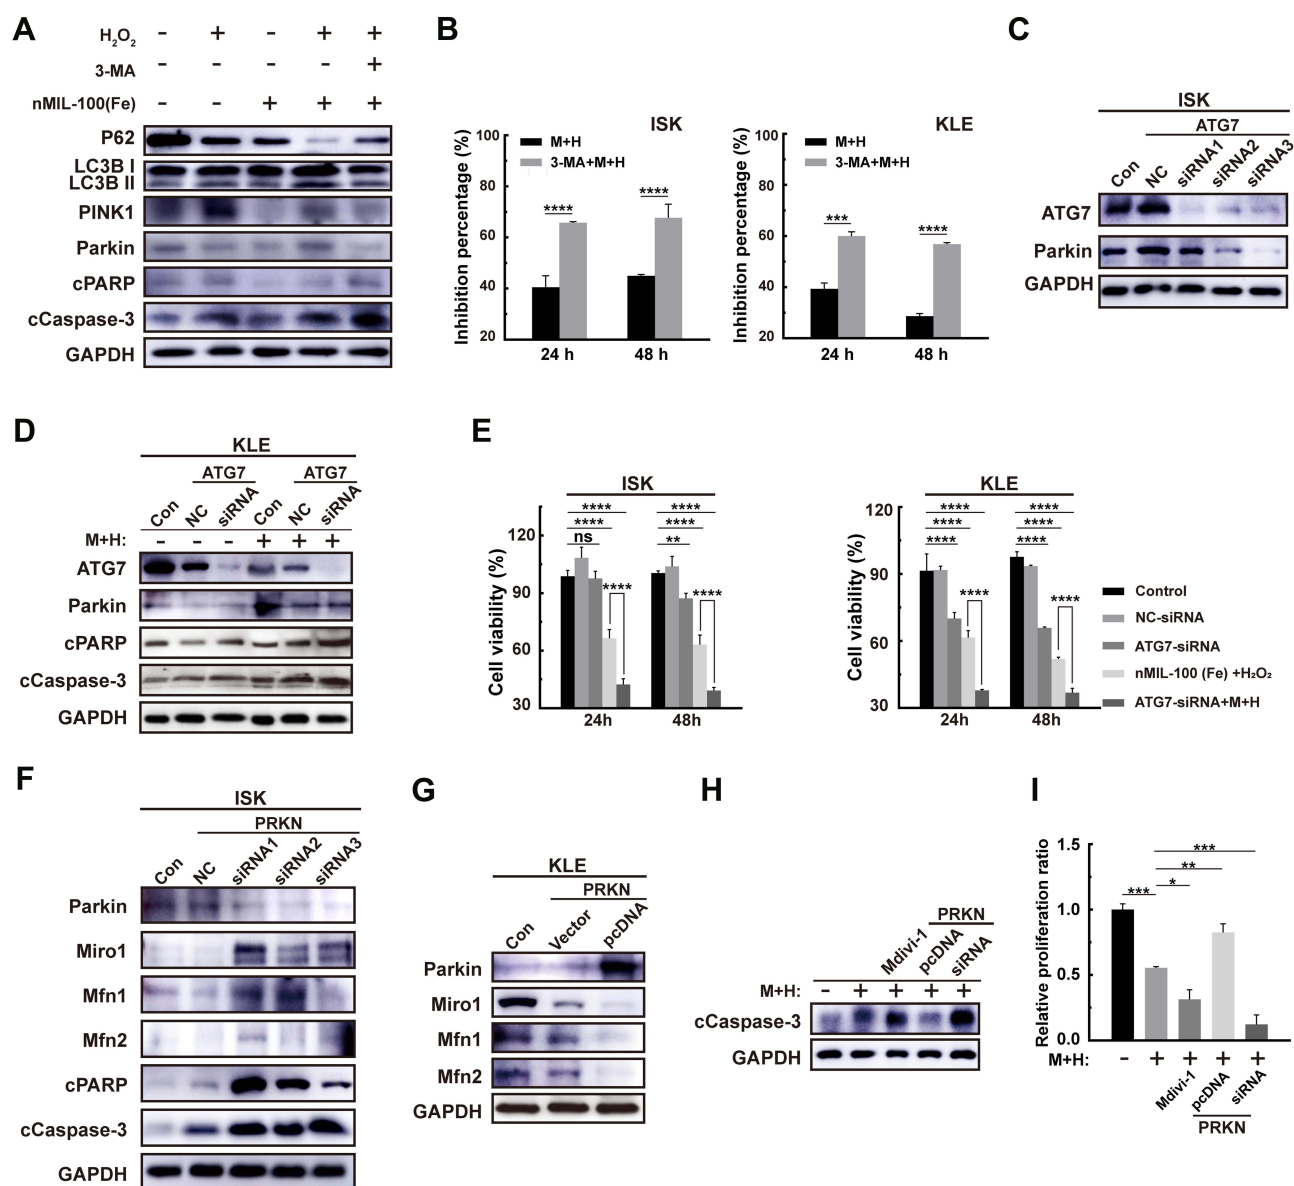 A
H2O2 - + - + +
3-MA - - - - +
nMIL-100(Fe) - - + + +
P62
LC3B I
LC3B II
PINK1
Parkin
cPARP
cCaspase-3
GAPDH
B
ISK
Inhibition percentage (%)
100
80
60
40
20
M+H
3-MA+M+H
**** ****
24 h 48 h
KLE
Inhibition percentage (%)
100
80
60
40
20
M+H
3-MA+M+H
*** ****
24 h 48 h
C
ISK
ATG7
Con NC siRNA1 siRNA2 siRNA3
ATG7
Parkin
GAPDH
D
KLE
ATG7 ATG7
Con NC siRNA Con NC siRNA
M+H: - - - + + +
ATG7
Parkin
cPARP
cCaspase-3
GAPDH
E
ISK
Cell viability (%)
120
90
60
30
**** ****
**** ****
ns **
**** ****
24h 48h
KLE
Cell viability (%)
120
90
60
30
**** ****
**** ****
**** ****
**** ****
24h 48h
Control
NC-siRNA
ATG7-siRNA
nMIL-100 (Fe) +H2O2
ATG7-siRNA+M+H
F
ISK
PRKN
Con NC siRNA1 siRNA2 siRNA3
Parkin
Miro1
Mfn1
Mfn2
cPARP
cCaspase-3
GAPDH
G
KLE
PRKN
Con Vector pcDNA
Parkin
Miro1
Mfn1
Mfn2
GAPDH
H
PRKN
Mdivi-1 pcDNA siRNA
M+H: - + + + +
cCaspase-3
GAPDH
I
Relative proliferation ratio
1.5
1.0
0.5
0.0
***
**
*** *
M+H: - + + + +
Mdivi-1 pcDNA siRNA
PRKN